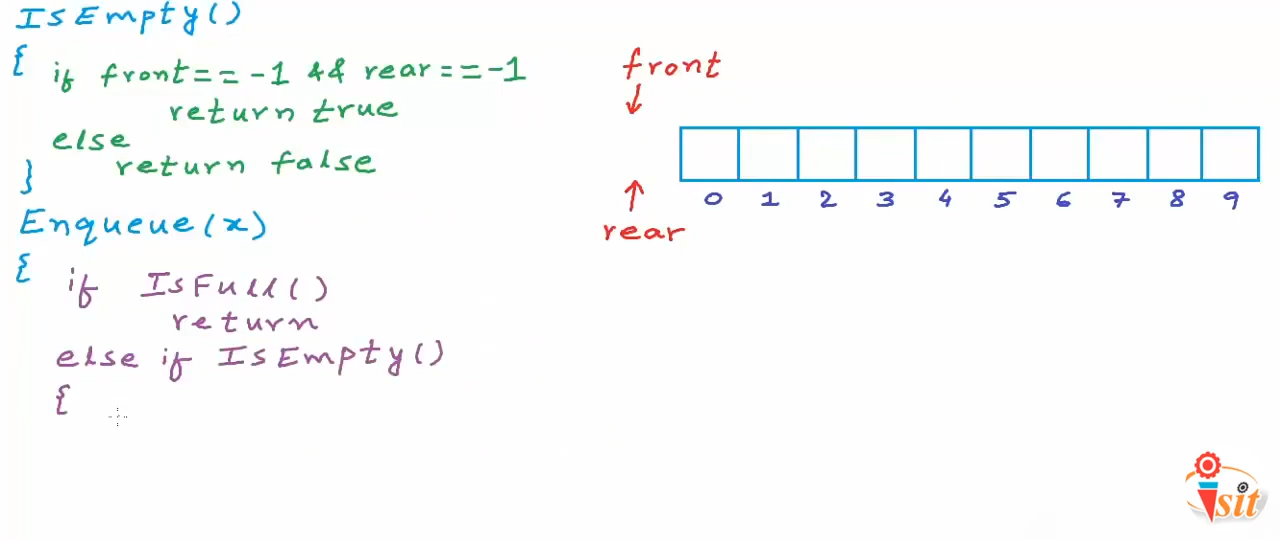 IsEmpty()
{ if front == -1 && rear == -1
return true
else
return false
}
Enqueue(x)
{ if IsFull()
return
else if IsEmpty()
{
front
0 1 2 3 4 5 6 7 8 9
rear
sit